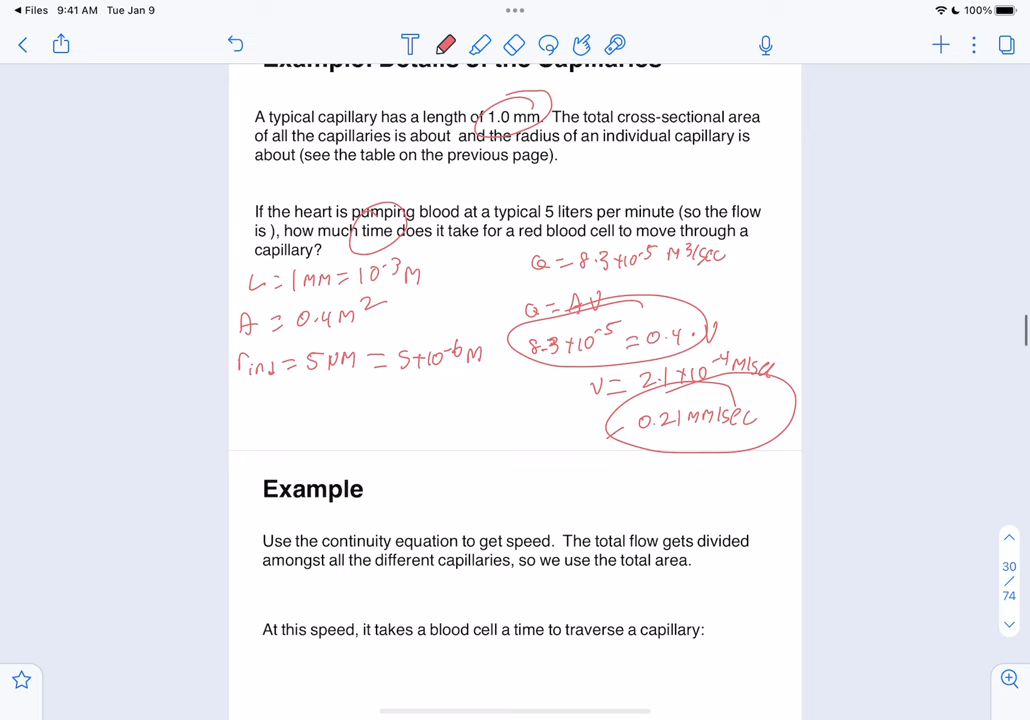 Files 9:41 AM Tue Jan 9 100%
Example: Details of the Capillaries
A typical capillary has a length of 1.0 mm. The total cross-sectional area
of all the capillaries is about and the radius of an individual capillary is
about (see the table on the previous page).
If the heart is pumping blood at a typical 5 liters per minute (so the flow
is ), how much time does it take for a red blood cell to move through a
capillary?
Q = 8.3×10⁻⁵ M³/SEC
L = 1 MM = 10⁻³ M
Q = AV
A = 0.4 M²
8.3×10⁻⁵ = 0.4 · V
rind = 5 µM = 5×10⁻⁶ M
V = 2.1×10⁻⁴ M/SEC
0.21 MM/SEC
Example
Use the continuity equation to get speed. The total flow gets divided
amongst all the different capillaries, so we use the total area.
30
/
74
At this speed, it takes a blood cell a time to traverse a capillary: